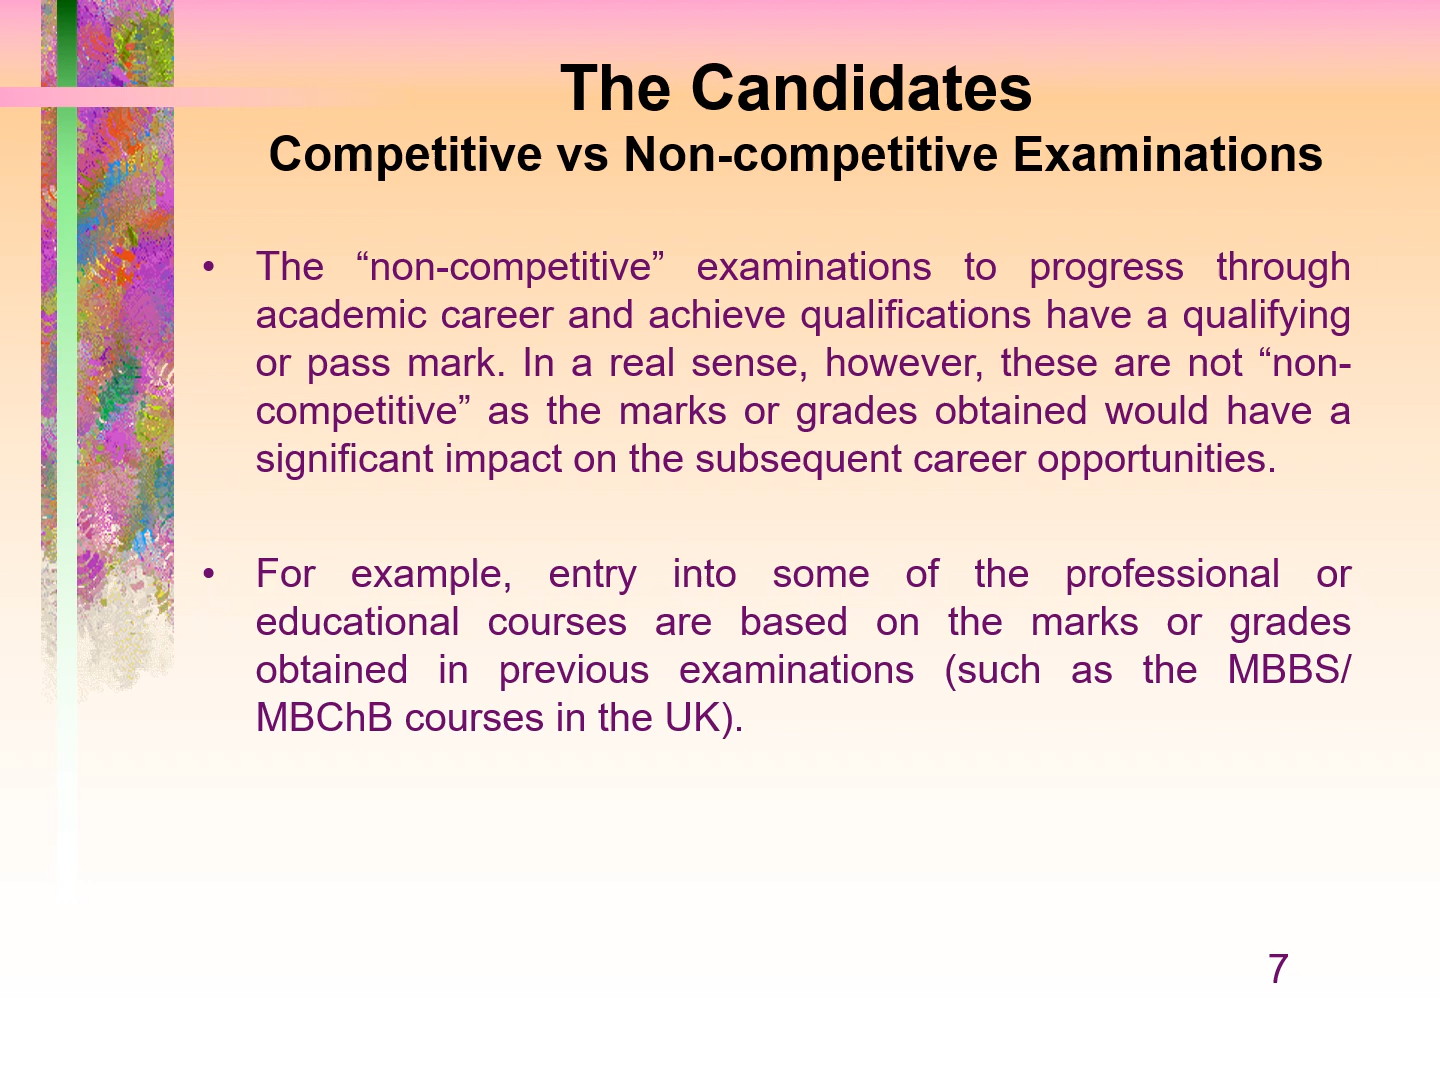 The Candidates
Competitive vs Non-competitive Examinations
• The “non-competitive” examinations to progress through
academic career and achieve qualifications have a qualifying
or pass mark. In a real sense, however, these are not “non-
competitive” as the marks or grades obtained would have a
significant impact on the subsequent career opportunities.
• For example, entry into some of the professional or
educational courses are based on the marks or grades
obtained in previous examinations (such as the MBBS/
MBChB courses in the UK).
7